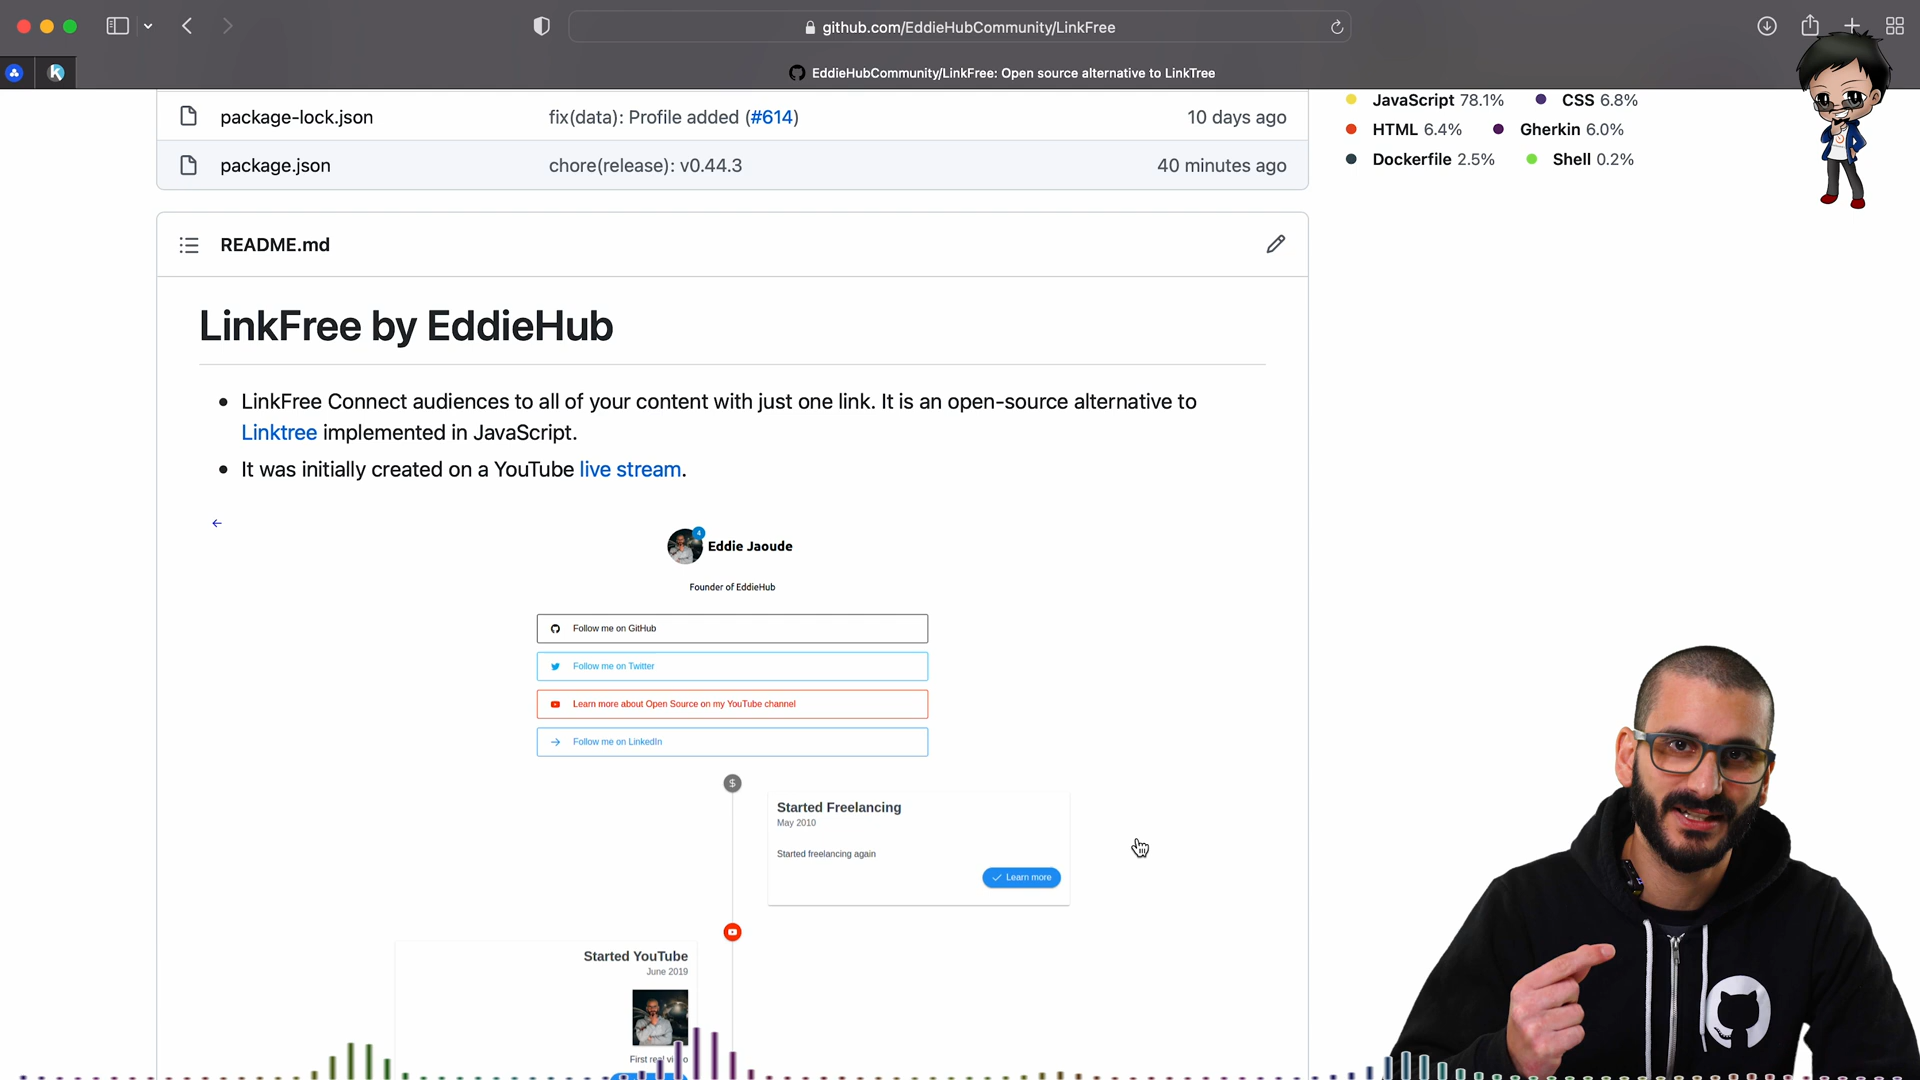 github.com/EddieHubCommunity/LinkFree
EddieHubCommunity/LinkFree: Open source alternative to LinkTree
package-lock.json fix(data): Profile added (#614) 10 days ago
package.json chore(release): v0.44.3 40 minutes ago
JavaScript 78.1% CSS 6.8%
HTML 6.4% Gherkin 6.0%
Dockerfile 2.5% Shell 0.2%
README.md
LinkFree by EddieHub
LinkFree Connect audiences to all of your content with just one link. It is an open-source alternative to
Linktree implemented in JavaScript.
It was initially created on a YouTube live stream.
Eddie Jaoude
Founder of EddieHub
Follow me on GitHub
Follow me on Twitter
Learn more about Open Source on my YouTube channel
Follow me on LinkedIn
$
Started Freelancing
May 2010
Started freelancing again
Learn more
Started YouTube
June 2019
First real